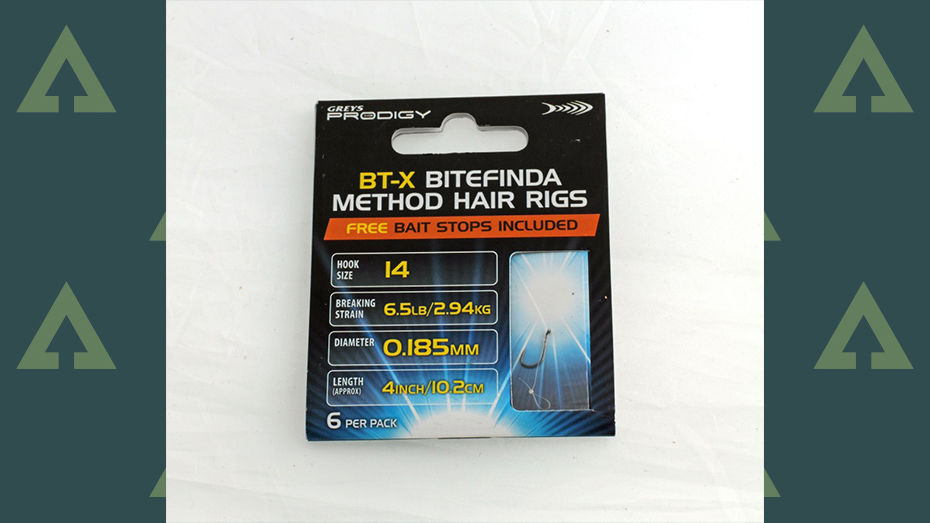 GREYS
PRODIGY
BT-X BITEFINDA
METHOD HAIR RIGS
FREE BAIT STOPS INCLUDED
HOOK
SIZE
14
BREAKING
STRAIN
6.5LB/2.94KG
DIAMETER
0.185MM
LENGTH
(APPROX)
4INCH/10.2CM
6 PER PACK